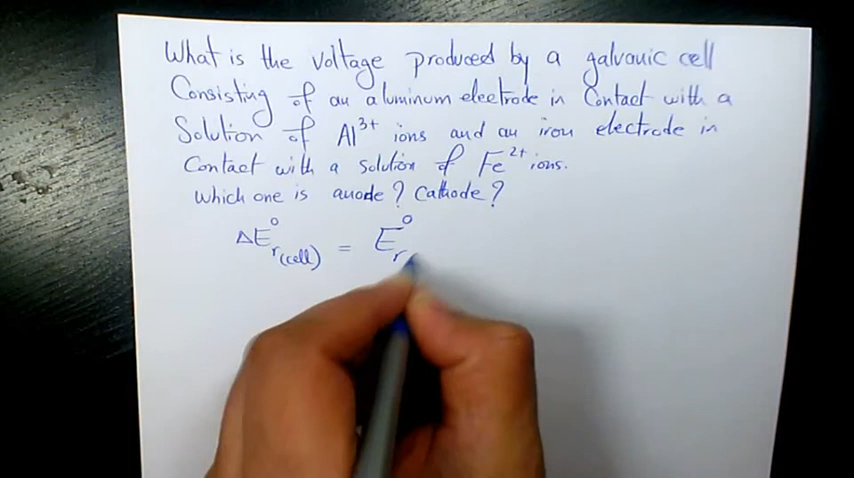 What is the voltage produced by a galvanic cell
Consisting of an aluminum electrode in Contact with a
Solution of Al³⁺ ions and an iron electrode in
Contact with a solution of Fe²⁺ ions.
which one is anode? Cathode?
ΔE°r(cell) = E°r(